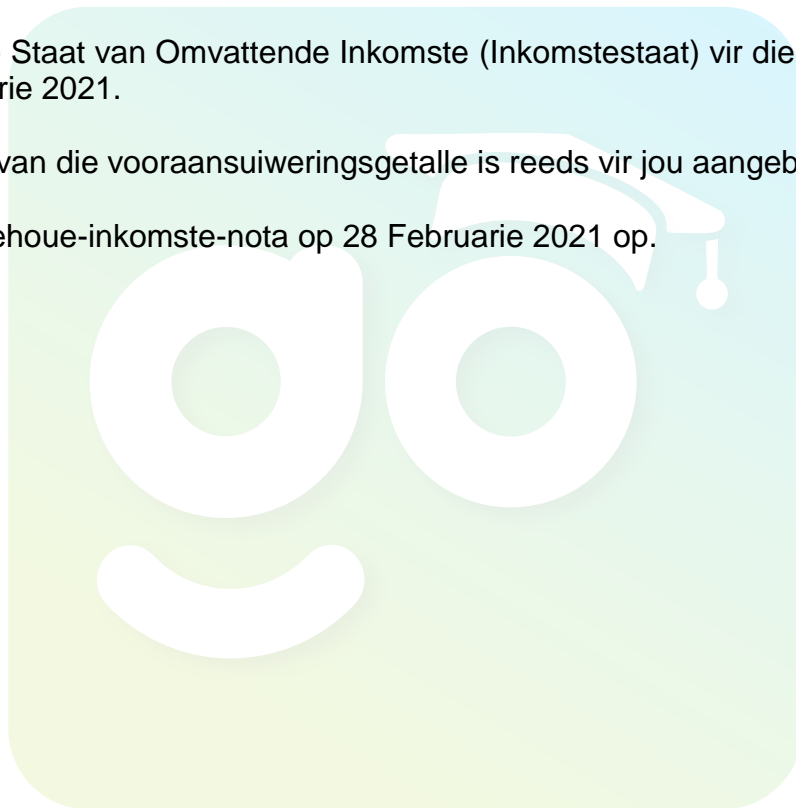 Staat van Omvattende Inkomste (Inkomstestaat) vir die
rie 2021.
van die vooraansuiweringsgetalle is reeds vir jou aangeb
ehoue-inkomste-nota op 28 Februarie 2021 op.
go